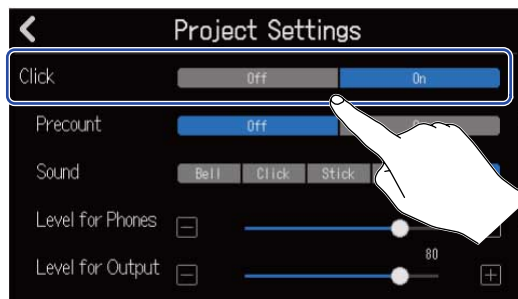 Project Settings
Click Off On
Precount Off
Sound Bell Click Stick
Level for Phones
80
Level for Output